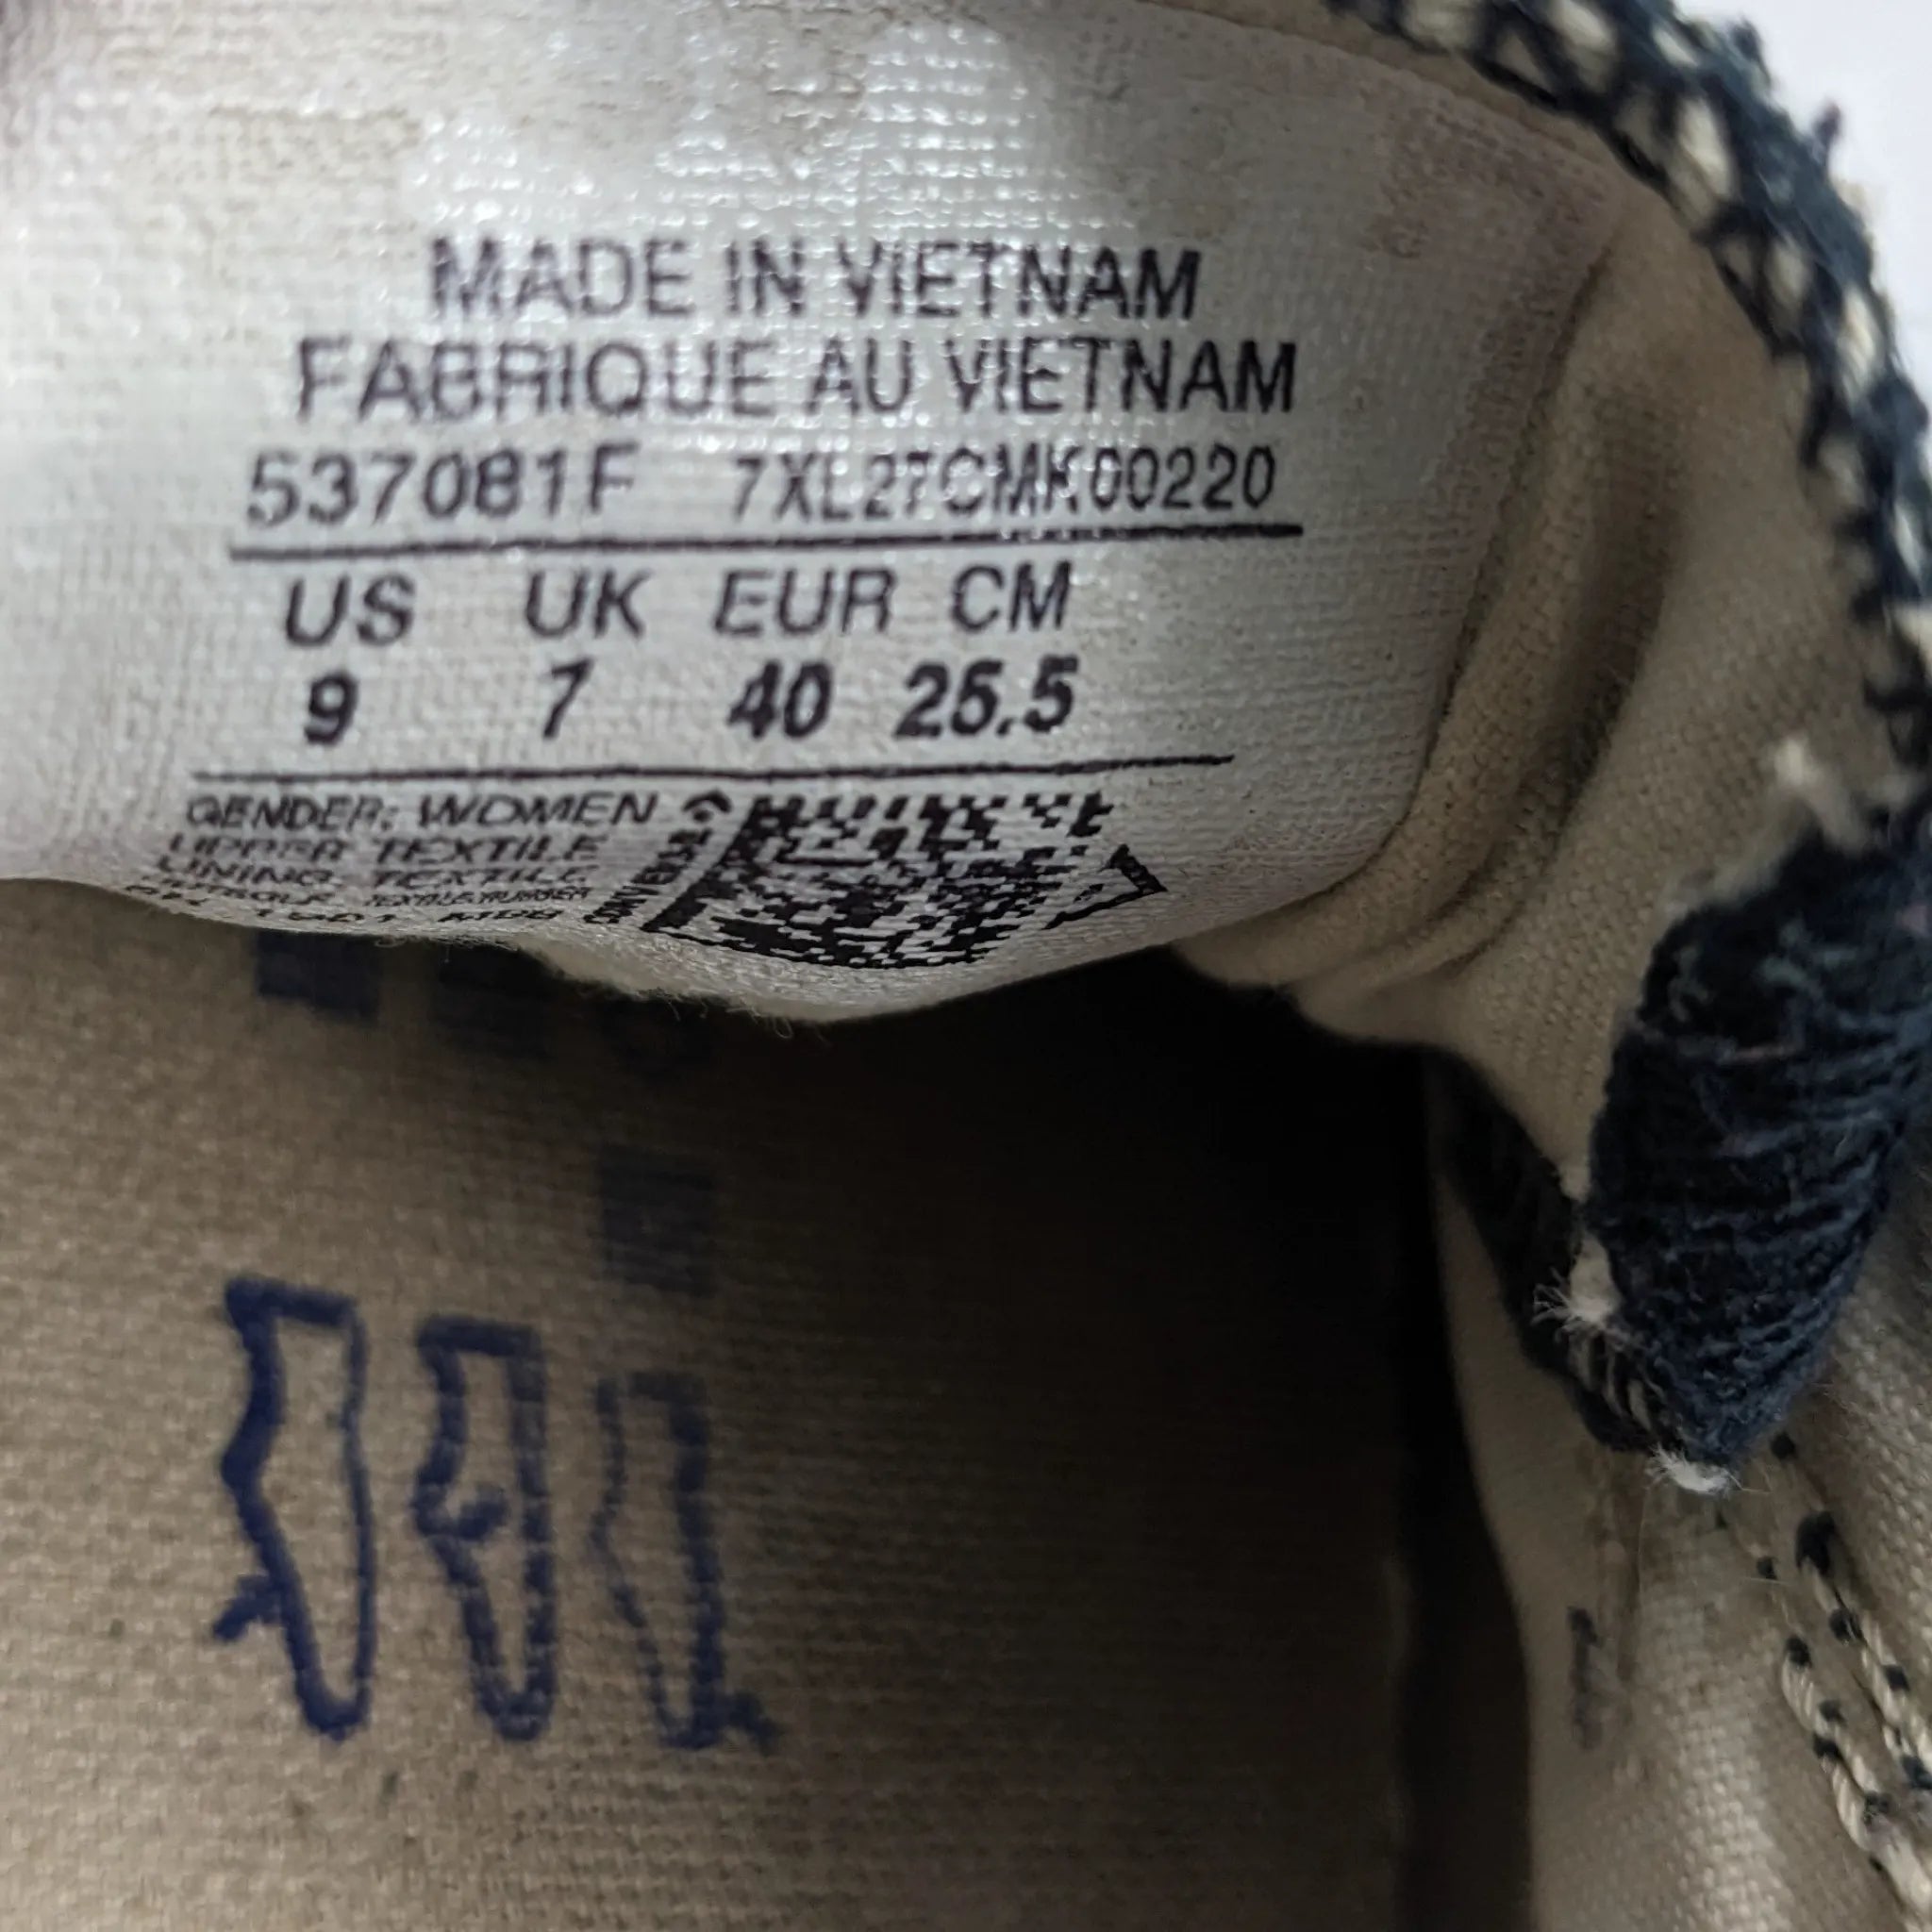 MADE IN VIETNAM
FABRIQUE AU VIETNAM
537081F 7XL27CMK00220
US UK EUR CM
9 7 40 25.5
GENDER: WOMEN
UPPER TEXTILE
LINING: TEXTILE